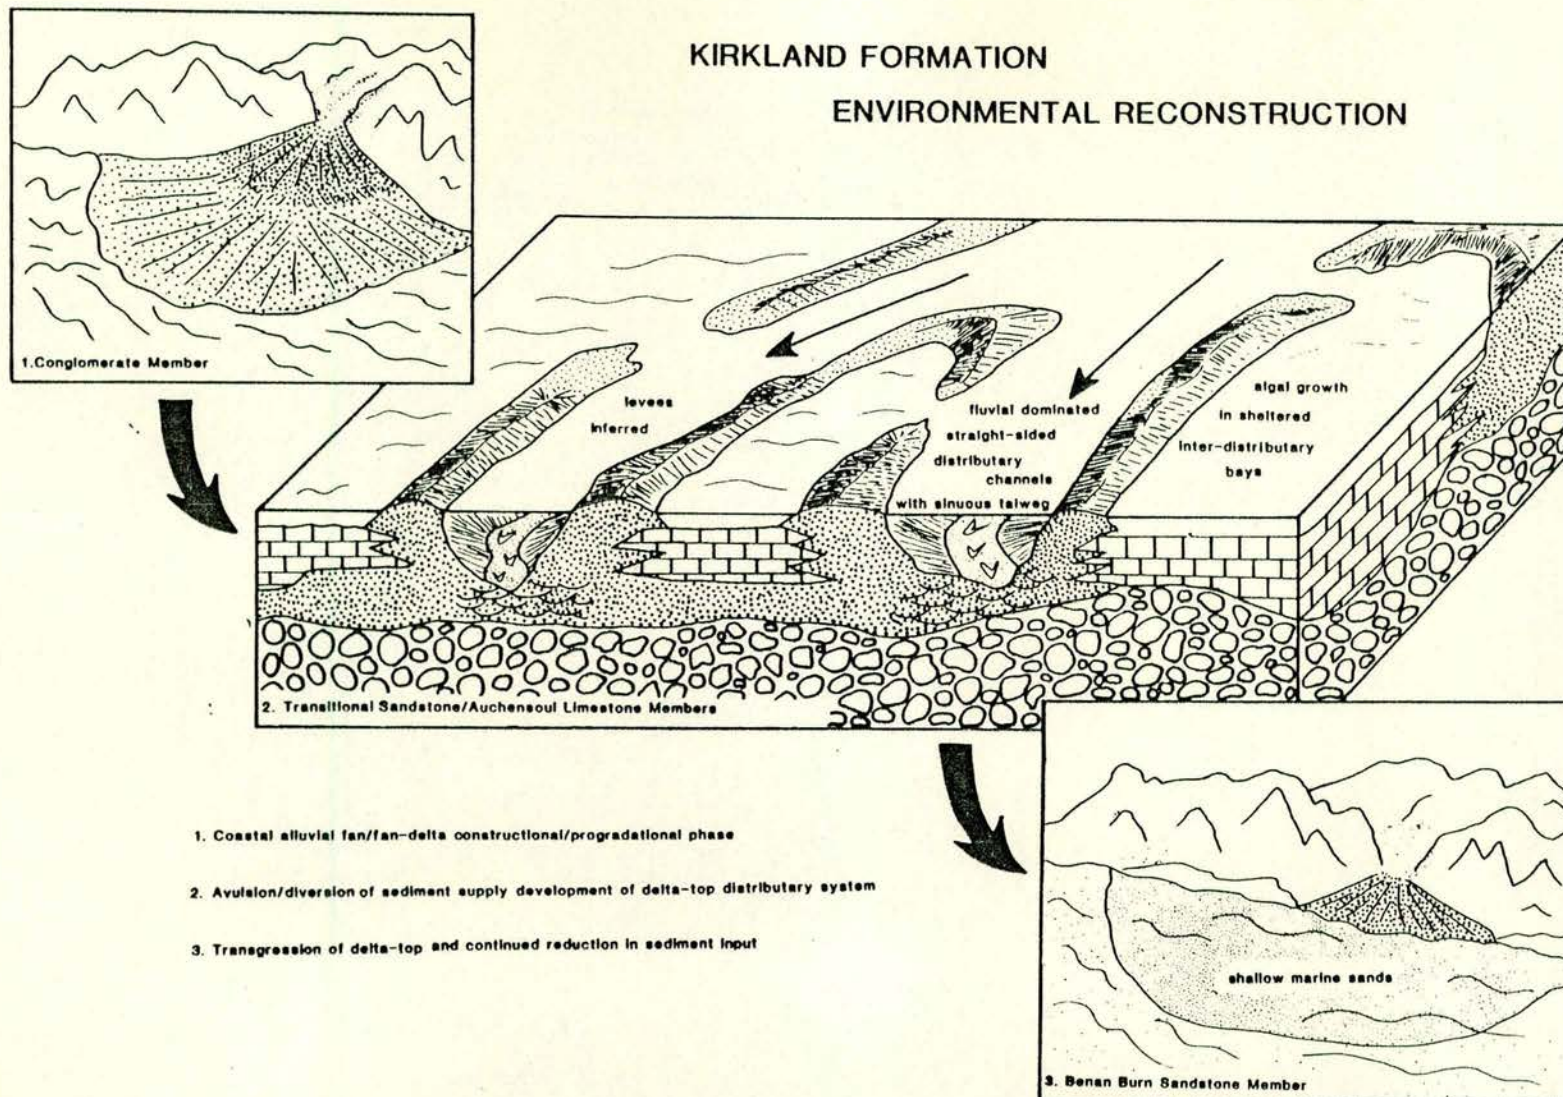 KIRKLAND FORMATION
ENVIRONMENTAL RECONSTRUCTION
1.Conglomerate Member
levees
inferred
fluvial dominated
straight-sided
distributary
channels
with sinuous talweg
algal growth
in sheltered
inter-distributary
bays
2. Transitional Sandstone/Auchensoul Limestone Members
1. Coastal alluvial fan/fan-delta constructional/progradational phase
2. Avulsion/diversion of sediment supply development of delta-top distributary system
3. Transgression of delta-top and continued reduction in sediment input
shallow marine sands
3. Benan Burn Sandstone Member